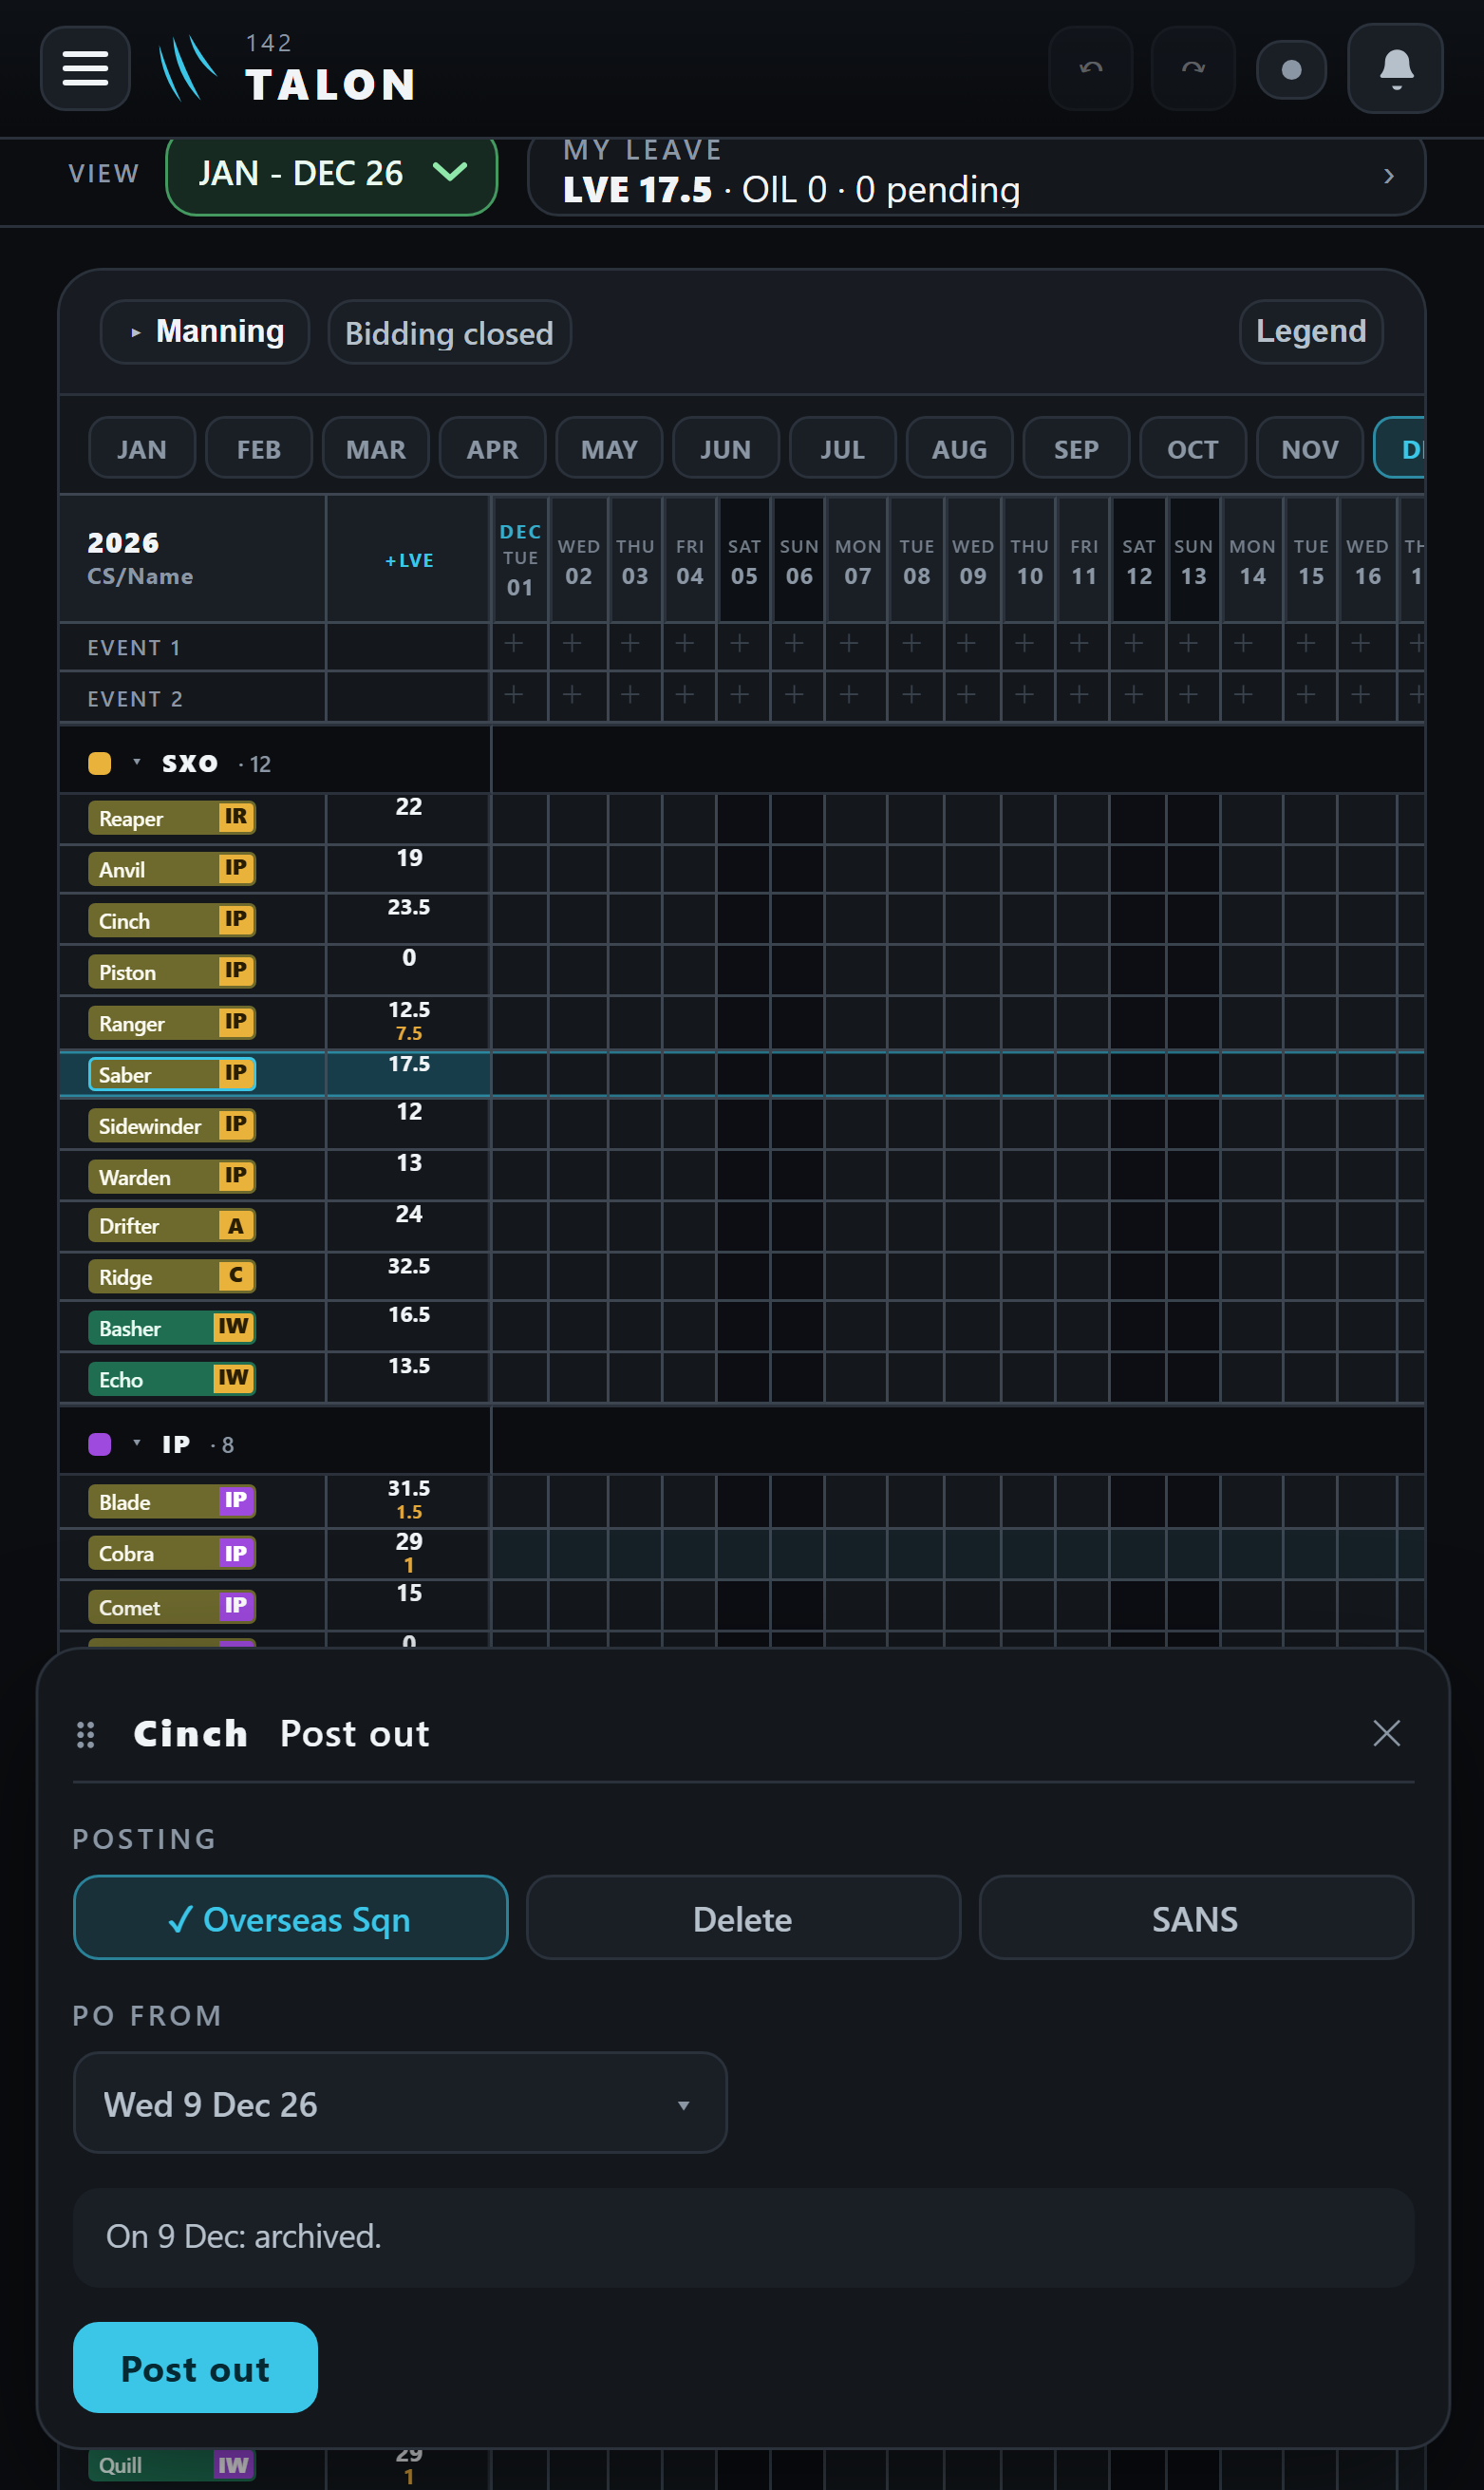 142
TALON
VIEW
JAN - DEC 26
MY LEAVE
LVE 17.5 · OIL 0 · 0 pending
Manning
Bidding closed
Legend
JAN FEB MAR APR MAY JUN JUL AUG SEP OCT NOV
2026
CS/Name
+LVE
DEC
TUE WED THU FRI SAT SUN MON TUE WED THU FRI SAT SUN MON TUE WED
01 02 03 04 05 06 07 08 09 10 11 12 13 14 15 16
EVENT 1
EVENT 2
SXO · 12
Reaper IR 22
Anvil IP 19
Cinch IP 23.5
Piston IP 0
Ranger IP 12.5
7.5
Saber IP 17.5
Sidewinder IP 12
Warden IP 13
Drifter A 24
Ridge C 32.5
Basher IW 16.5
Echo IW 13.5
IP · 8
Blade IP 31.5
1.5
Cobra IP 29
1
Comet IP 15
0
Cinch Post out
POSTING
✓ Overseas Sqn
Delete
SANS
PO FROM
Wed 9 Dec 26
On 9 Dec: archived.
Post out
Quill IW 29
1